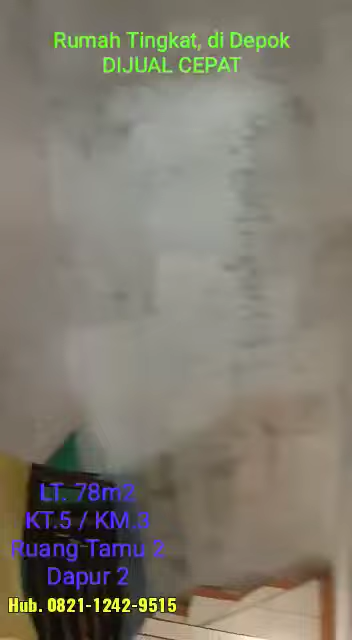 Rumah Tingkat, di Depok
DIJUAL CEPAT
LT. 78m2
KT.5 / KM.3
Ruang Tamu 2
Dapur 2
Hub. 0821-1242-9515